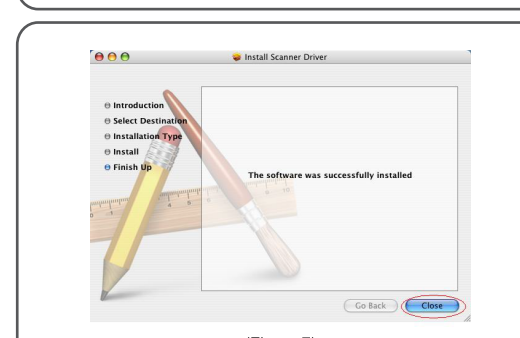 Install Scanner Driver
Introduction
Select Destination
Installation Type
Install
Finish Up
The software was successfully installed
Go Back
Close